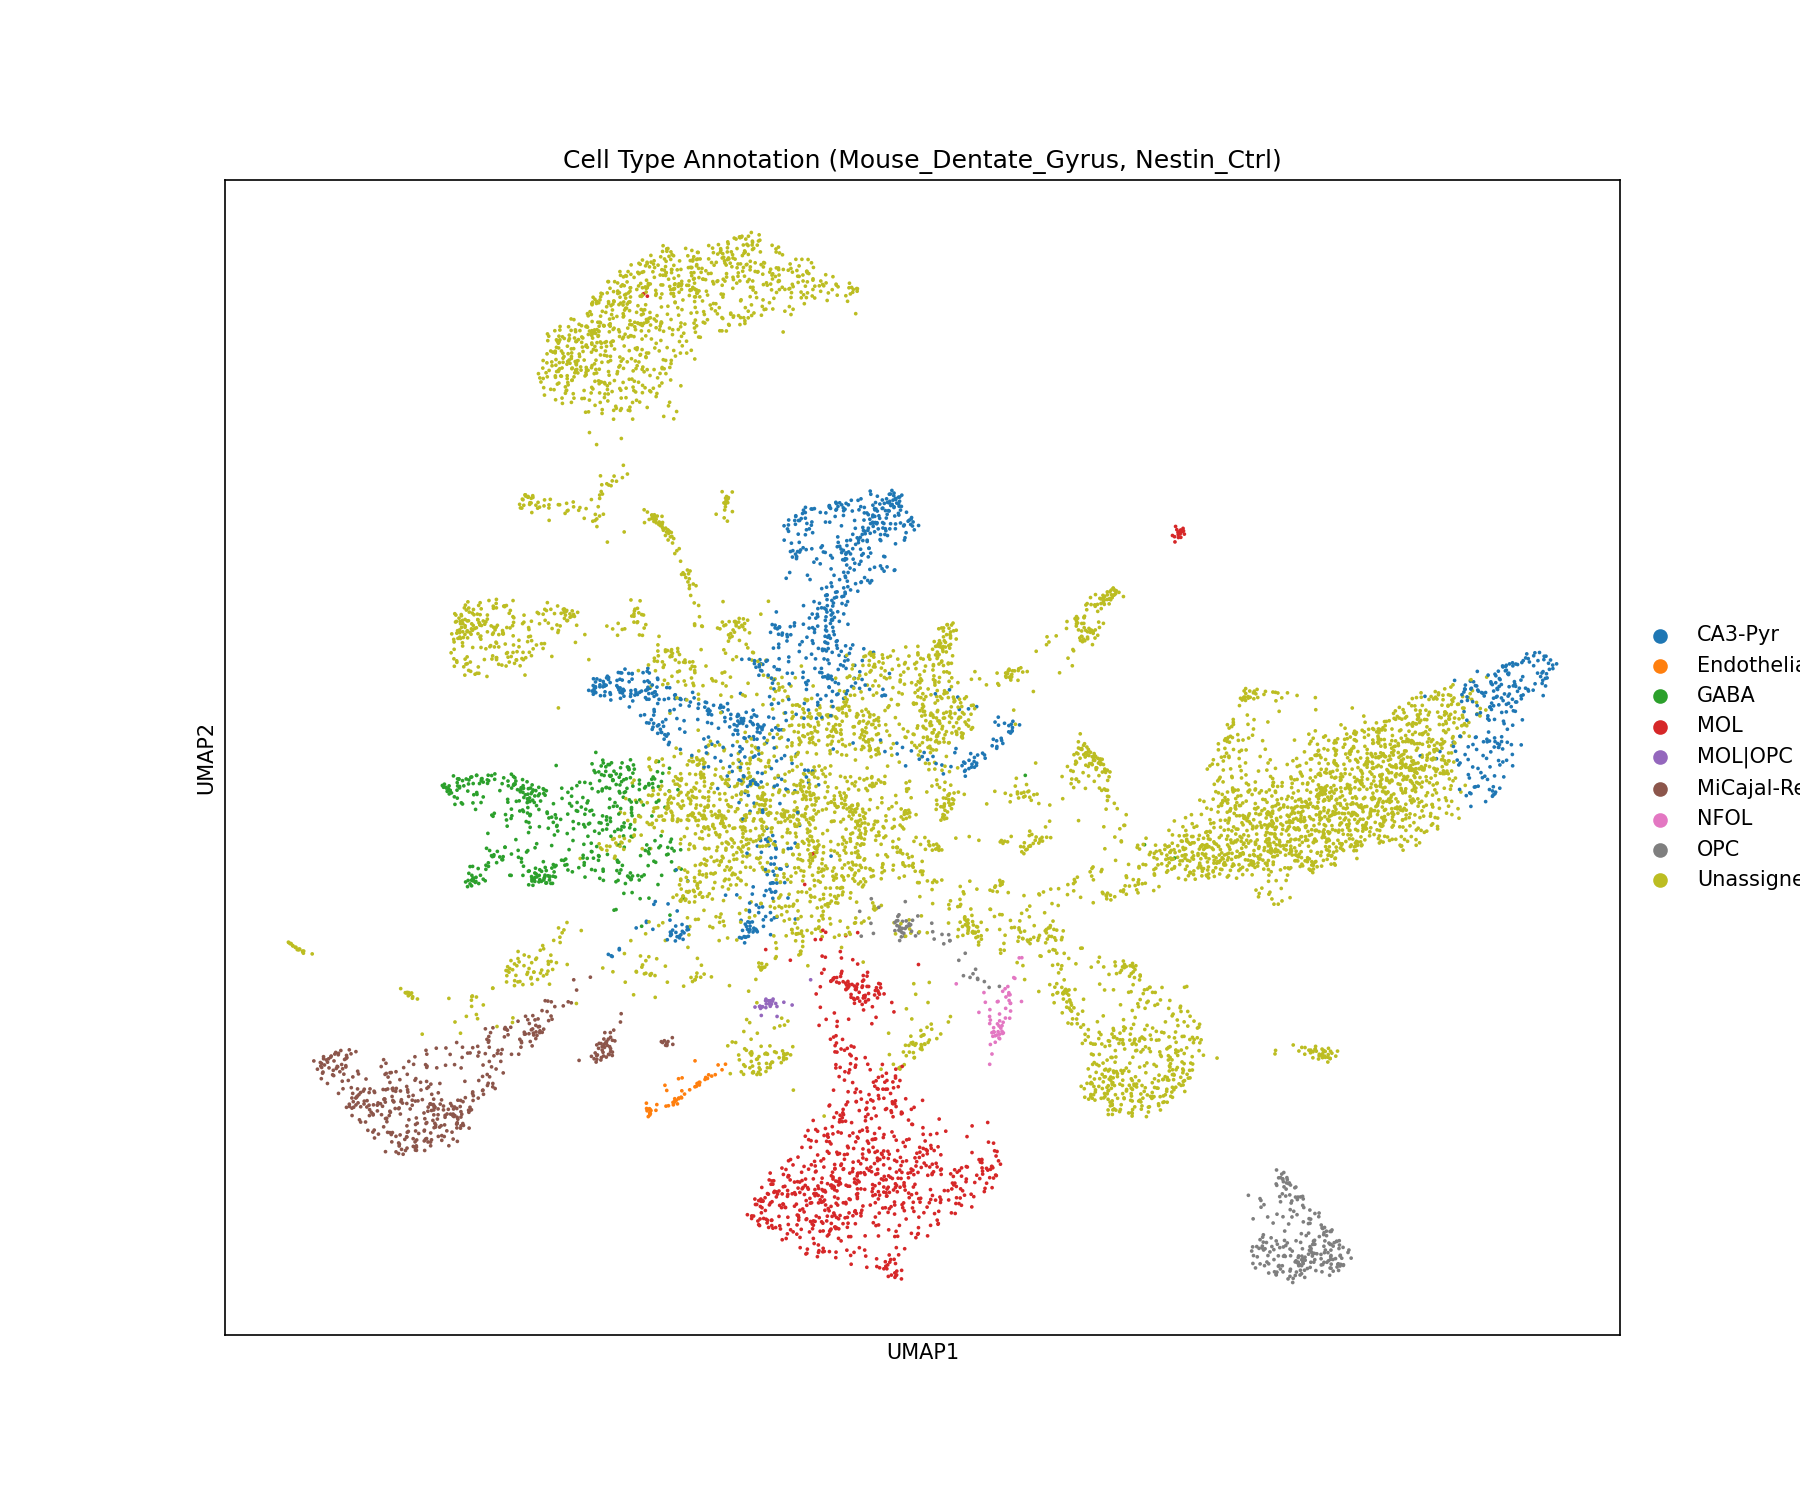 Cell Type Annotation (Mouse_Dentate_Gyrus, Nestin_Ctrl)
UMAP2
CA3-Pyr
Endothelia
GABA
MOL
MOL|OPC
MiCajal-Re
NFOL
OPC
Unassigne
UMAP1